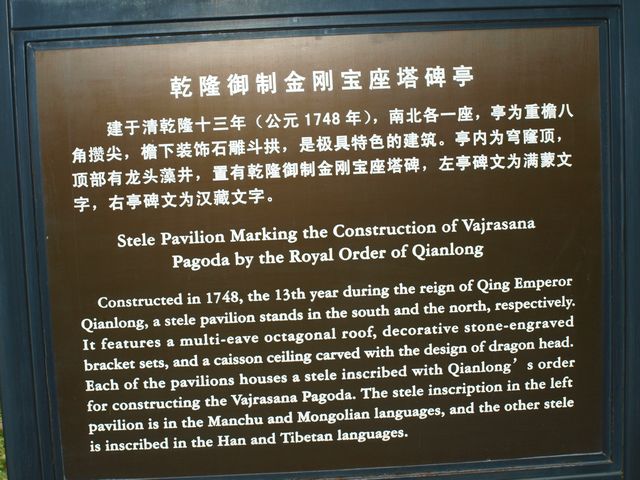 乾隆御制金刚宝座塔碑亭
建于清乾隆十三年（公元1748年），南北各一座，亭为重檐八
角攒尖，檐下装饰石雕斗拱，是极具特色的建筑。亭内为穹窿顶，
顶部有龙头藻井，置有乾隆御制金刚宝座塔碑，左亭碑文为满蒙文
字，右亭碑文为汉藏文字。
Stele Pavilion Marking the Construction of Vajrasana
Pagoda by the Royal Order of Qianlong
Constructed in 1748, the 13th year during the reign of Qing Emperor
Qianlong, a stele pavilion stands in the south and the north, respectively.
It features a multi-eave octagonal roof, decorative stone-engraved
bracket sets, and a caisson ceiling carved with the design of dragon head.
Each of the pavilions houses a stele inscribed with Qianlong’s order
for constructing the Vajrasana Pagoda. The stele inscription in the left
pavilion is in the Manchu and Mongolian languages, and the other stele
is inscribed in the Han and Tibetan languages.